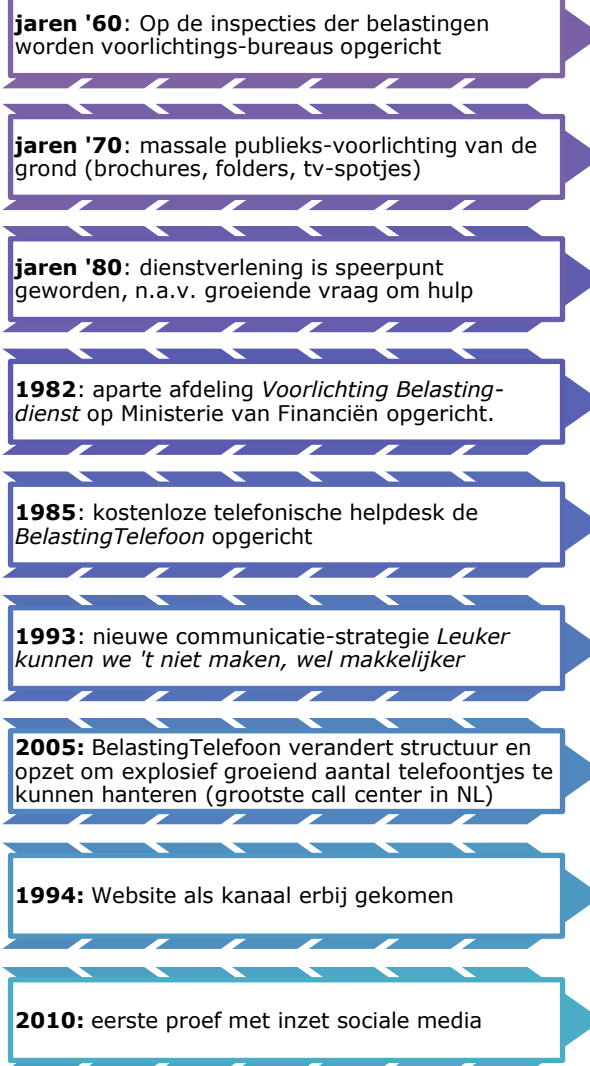 jaren '60: Op de inspecties der belastingen
worden voorlichtings-bureaus opgericht
jaren '70: massale publieks-voorlichting van de
grond (brochures, folders, tv-spotjes)
jaren '80: dienstverlening is speerpunt
geworden, n.a.v. groeiende vraag om hulp
1982: aparte afdeling Voorlichting Belasting-
dienst op Ministerie van Financiën opgericht.
1985: kostenloze telefonische helpdesk de
BelastingTelefoon opgericht
1993: nieuwe communicatie-strategie Leuker
kunnen we 't niet maken, wel makkelijker
2005: BelastingTelefoon verandert structuur en
opzet om explosief groeiend aantal telefoontjes te
kunnen hanteren (grootste call center in NL)
1994: Website als kanaal erbij gekomen
2010: eerste proef met inzet sociale media